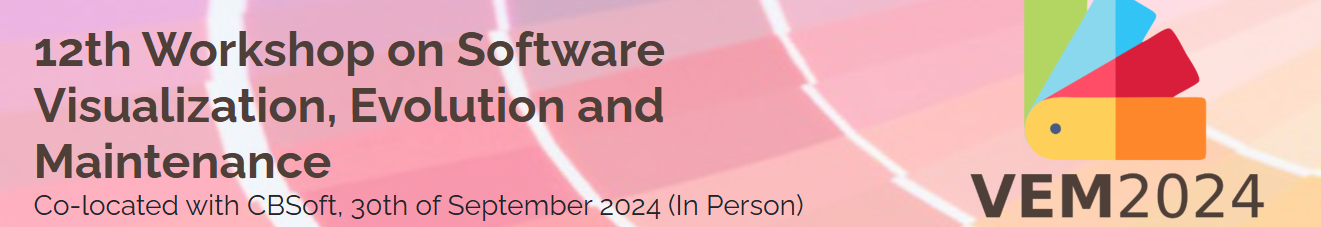 12th Workshop on Software
Visualization, Evolution and
Maintenance
Co-located with CBSoft, 30th of September 2024 (In Person)
VEM2024